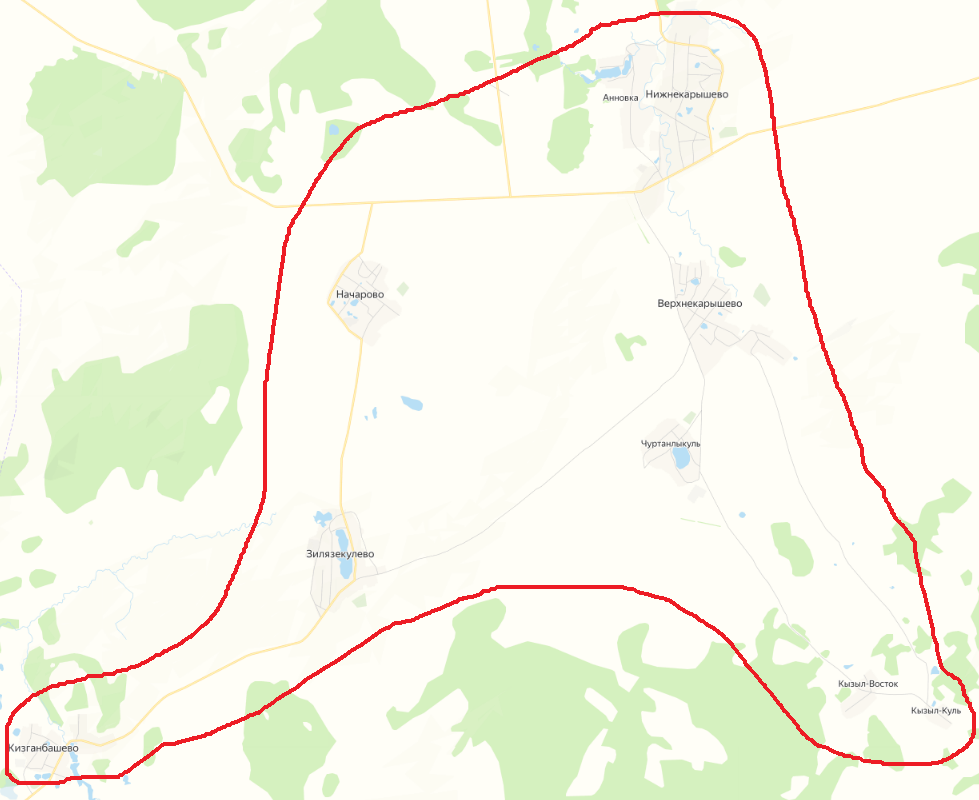 Анновка
Нижнекарышево
Начарово
Верхнекарышево
Чуртанлыкуль
Зилязекулево
Кызыл-Восток
Кызыл-Куль
Кизганбашево